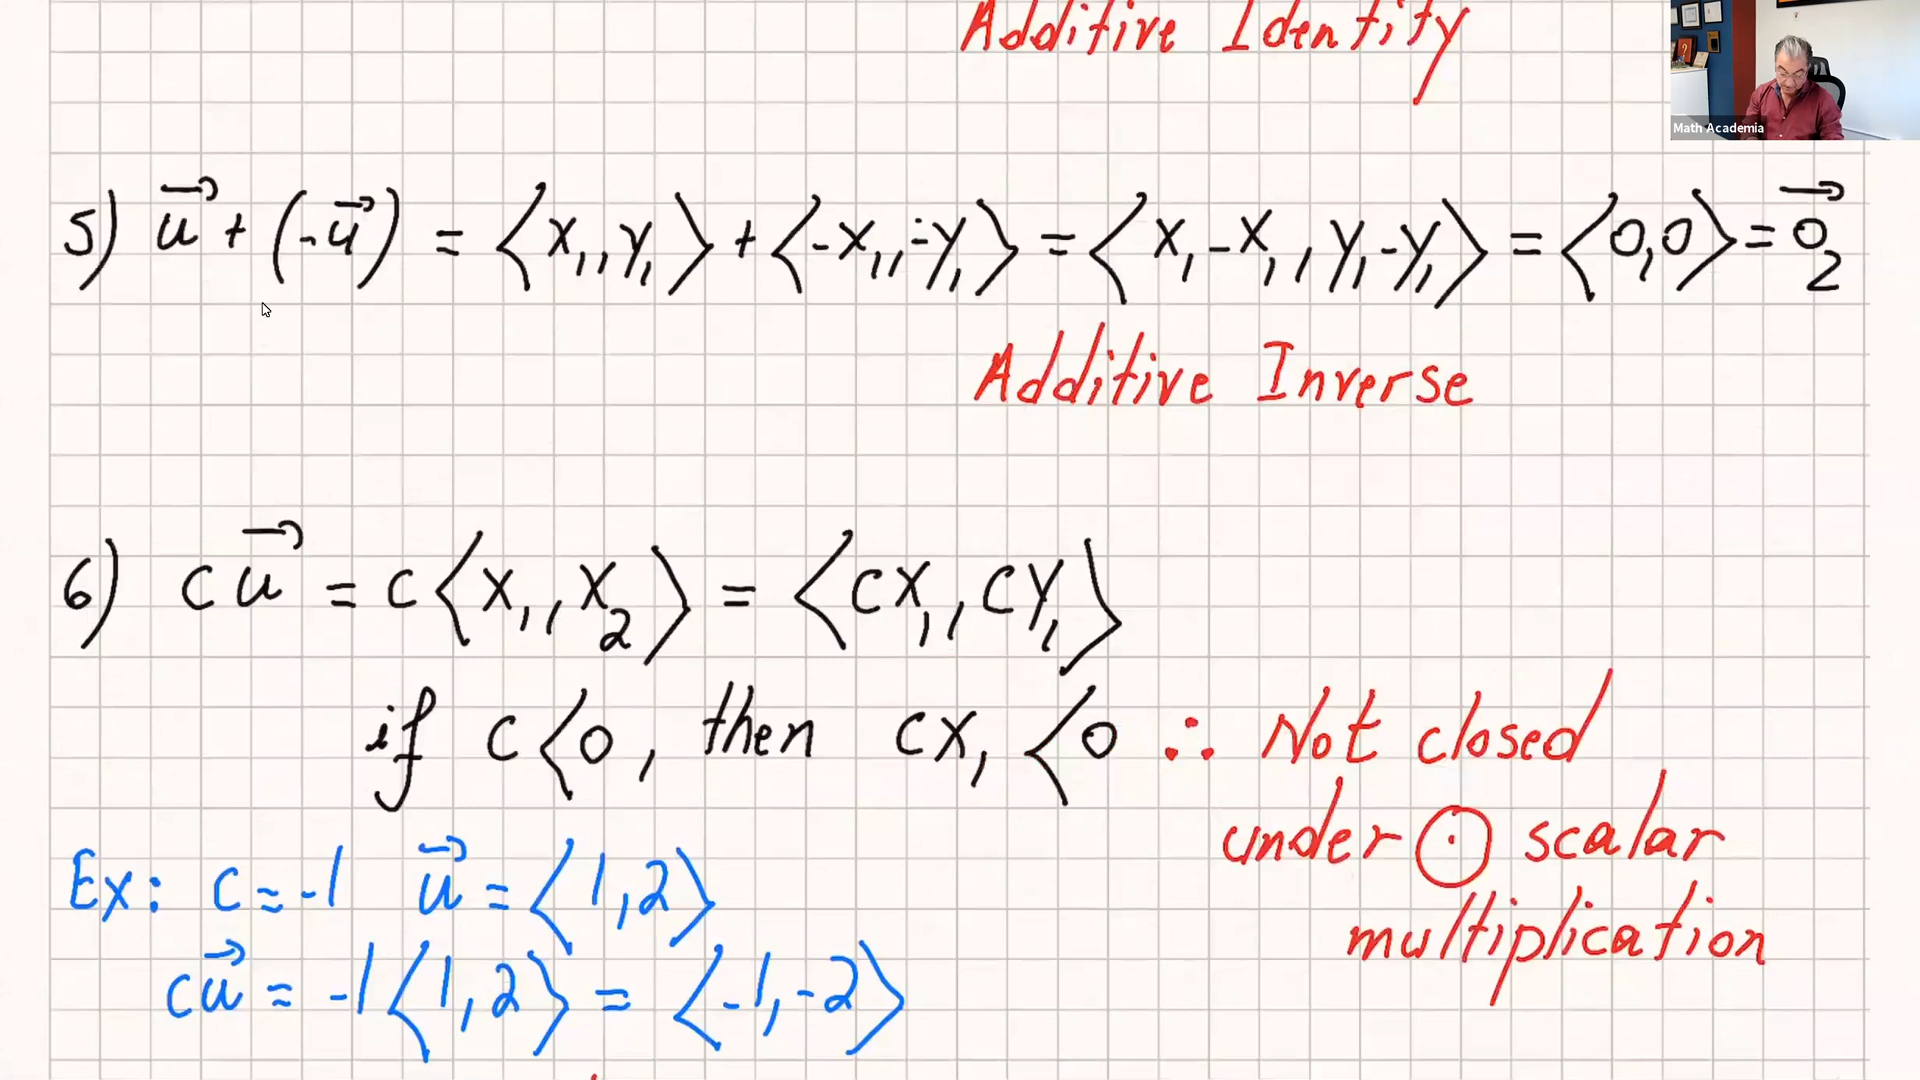 Additive Identity
Math Academia
5) u⃗ + (-u⃗) = ⟨x₁, y₁⟩ + ⟨-x₁, -y₁⟩ = ⟨x₁ - x₁, y₁ - y₁⟩ = ⟨0,0⟩ = 0⃗₂
Additive Inverse
6) cu⃗ = c⟨x₁, x₂⟩ = ⟨cx₁, cy₁⟩
if c < 0, then cx₁ < 0 ∴ Not closed
under ⊙ scalar
multiplication
Ex: c = -1 u⃗ = ⟨1,2⟩
cu⃗ = -1⟨1,2⟩ = ⟨-1,-2⟩